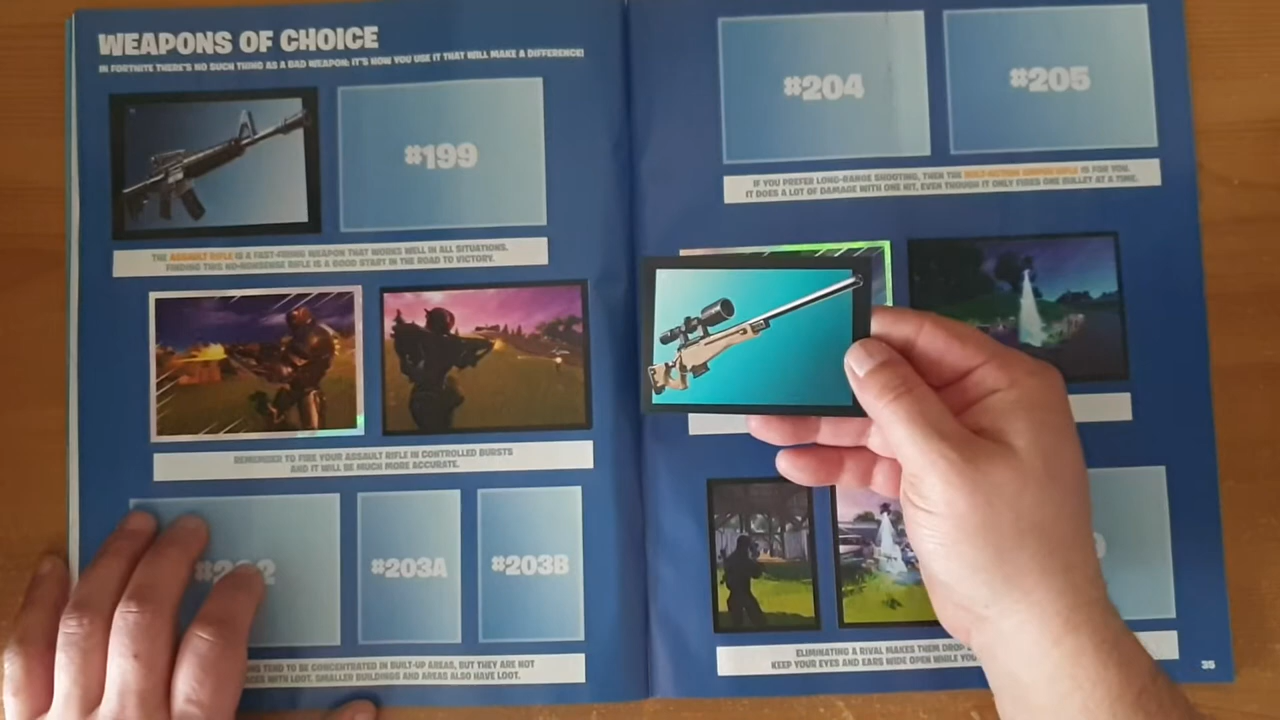 WEAPONS OF CHOICE
IN FORTNITE THERE'S NO SUCH THING AS A BAD WEAPON; IT'S HOW YOU USE IT THAT WILL MAKE A DIFFERENCE!
#199
THE ASSAULT RIFLE IS A FAST-FIRING WEAPON THAT WORKS WELL IN ALL SITUATIONS.
FINDING THIS NO-NONSENSE RIFLE IS A GOOD START IN THE ROAD TO VICTORY.
REMEMBER TO FIRE YOUR ASSAULT RIFLE IN CONTROLLED BURSTS
AND IT WILL BE MUCH MORE ACCURATE.
#203A
#203B
TEND TO BE CONCENTRATED IN BUILT-UP AREAS, BUT THEY ARE NOT
WITH LOOT. SMALLER BUILDINGS AND AREAS ALSO HAVE LOOT.
#204
#205
IF YOU PREFER LONG-RANGE SHOOTING, THEN THE BOLT-ACTION SNIPER RIFLE IS FOR YOU.
IT DOES A LOT OF DAMAGE WITH ONE HIT, EVEN THOUGH IT ONLY FIRES ONE BULLET AT A TIME.
ELIMINATING A RIVAL MAKES THEM DROP
KEEP YOUR EYES AND EARS WIDE OPEN WHILE
35